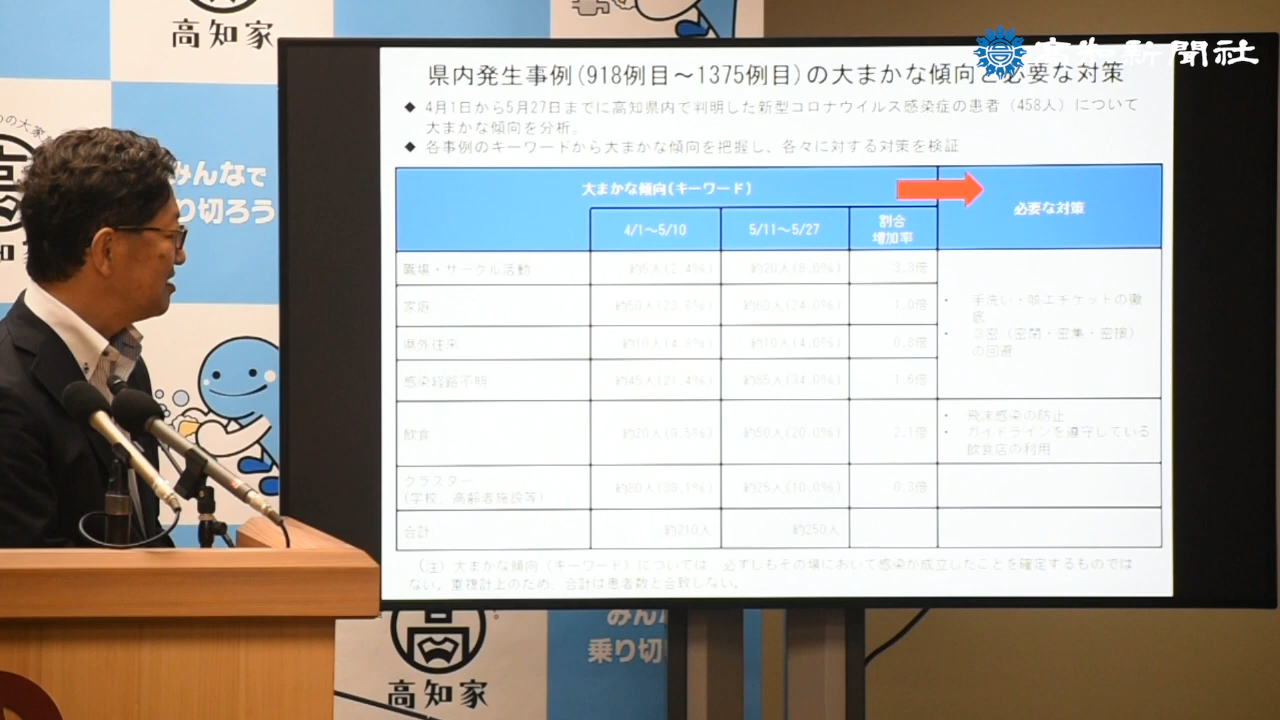 高知家
高知新聞社
県内発生事例(918例目～1375例目)の大まかな傾向と必要な対策
◆ 4月1日から5月27日までに高知県内で判明した新型コロナウイルス感染症の患者（458人）について
大まかな傾向を分析。
◆ 各事例のキーワードから大まかな傾向を把握し、各々に対する対策を検証
大まかな傾向(キーワード) 必要な対策
4/1～5/10 5/11～5/27 割合
増加率
職場・サークル活動 約5人(2.4%) 約20人(8.0%) 3.3倍
家庭 約50人(23.8%) 約60人(24.0%) 1.0倍
県外往来 約10人(4.8%) 約10人(4.0%) 0.8倍
感染経路不明 約45人(21.4%) 約85人(34.0%) 1.6倍
・ 手洗い・咳エチケットの徹
底
・ ３密（密閉・密集・密接）
の回避
飲食 約20人(9.5%) 約50人(20.0%) 2.1倍
・ 飛沫感染の防止
・ ガイドラインを遵守している
飲食店の利用
クラスター
(学校、高齢者施設等) 約80人(38.1%) 約25人(10.0%) 0.3倍
合計 約210人 約250人
（注）大まかな傾向（キーワード）については、必ずしもその場において感染が成立したことを確定するものでは
ない。重複計上のため、合計は患者数と合致しない。
の大家
みんなで
り切ろう
みん
乗り切
高知家